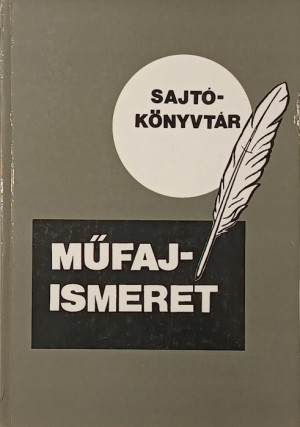 SAJTÓ-
KÖNYVTÁR
MŰFAJ-
ISMERET